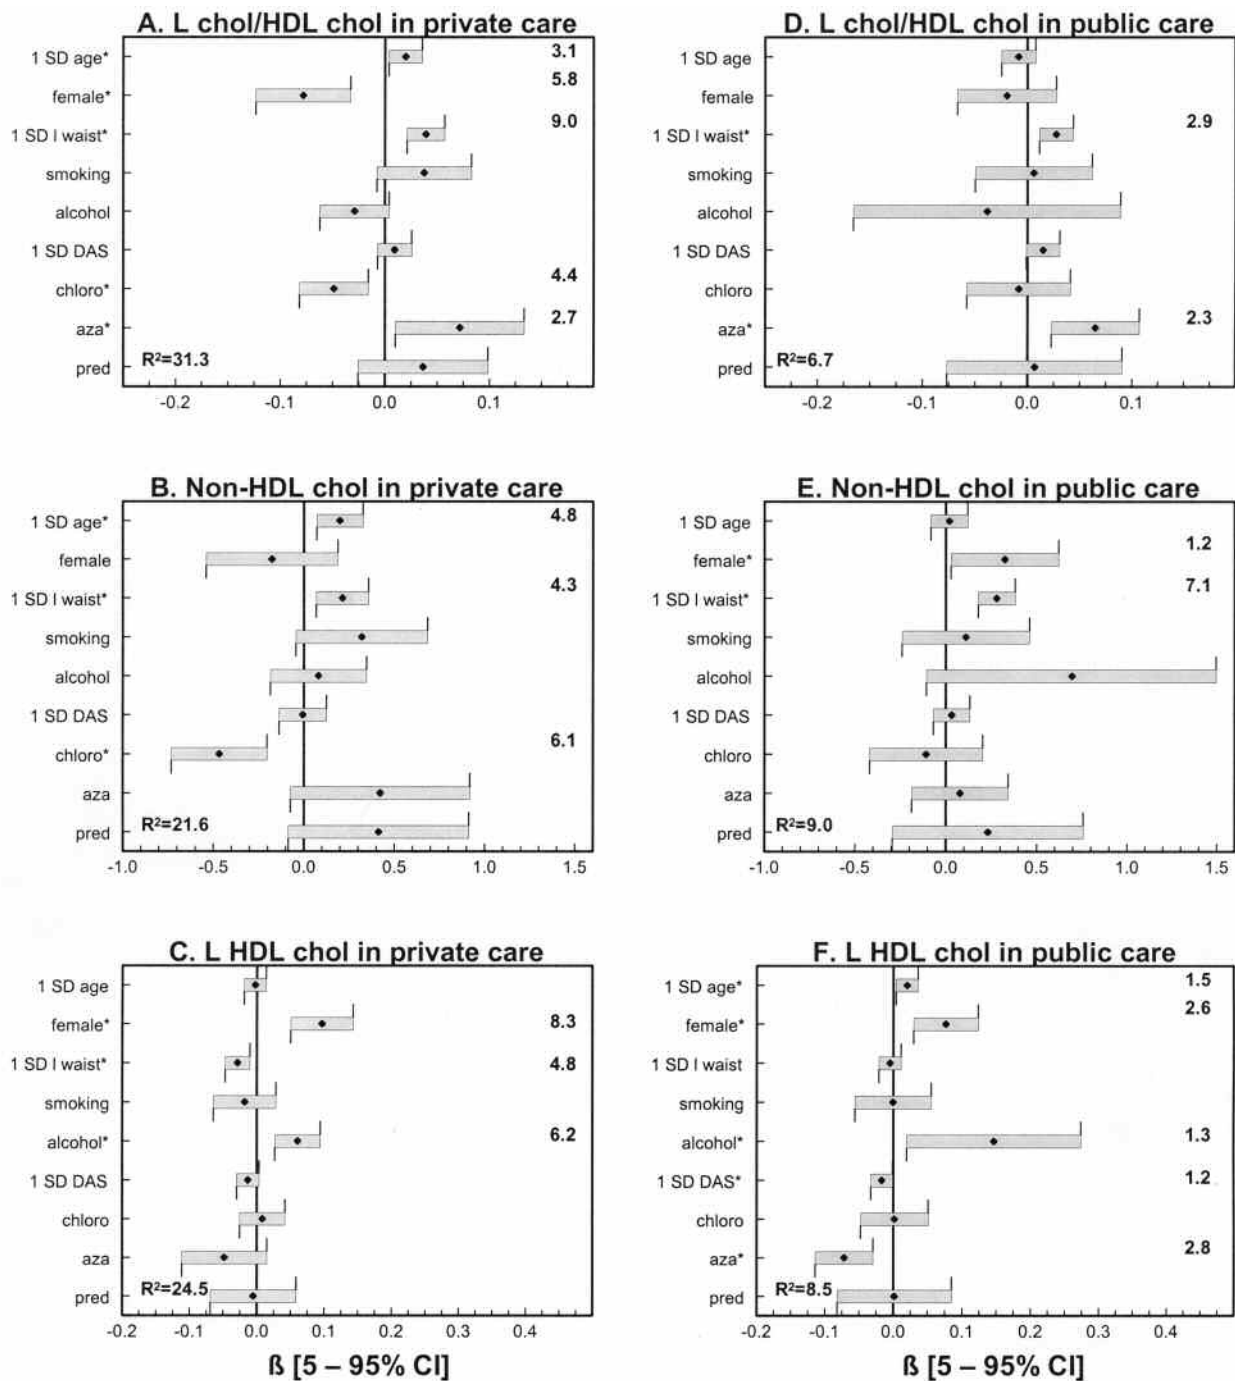 A. L chol/HDL chol in private care
1 SD age*
3.1
female*
5.8
1 SD l waist*
9.0
smoking
alcohol
1 SD DAS
chloro*
4.4
aza*
2.7
pred
R²=31.3
-0.2 -0.1 0.0 0.1
D. L chol/HDL chol in public care
1 SD age
female
1 SD l waist*
2.9
smoking
alcohol
1 SD DAS
chloro
aza*
2.3
pred
R²=6.7
-0.2 -0.1 0.0 0.1
B. Non-HDL chol in private care
1 SD age*
4.8
female
1 SD l waist*
4.3
smoking
alcohol
1 SD DAS
chloro*
6.1
aza
pred
R²=21.6
-1.0 -0.5 0.0 0.5 1.0 1.5
E. Non-HDL chol in public care
1 SD age
female*
1.2
1 SD l waist*
7.1
smoking
alcohol
1 SD DAS
chloro
aza
pred
R²=9.0
-1.0 -0.5 0.0 0.5 1.0 1.5
C. L HDL chol in private care
1 SD age
female*
8.3
1 SD l waist*
4.8
smoking
alcohol*
6.2
1 SD DAS
chloro
aza
pred
R²=24.5
-0.2 -0.1 0.0 0.1 0.2 0.3 0.4
ß [5 – 95% CI]
F. L HDL chol in public care
1 SD age*
1.5
female*
2.6
1 SD l waist
smoking
alcohol*
1.3
1 SD DAS*
1.2
chloro
aza*
2.8
pred
R²=8.5
-0.2 -0.1 0.0 0.1 0.2 0.3 0.4
ß [5 – 95% CI]